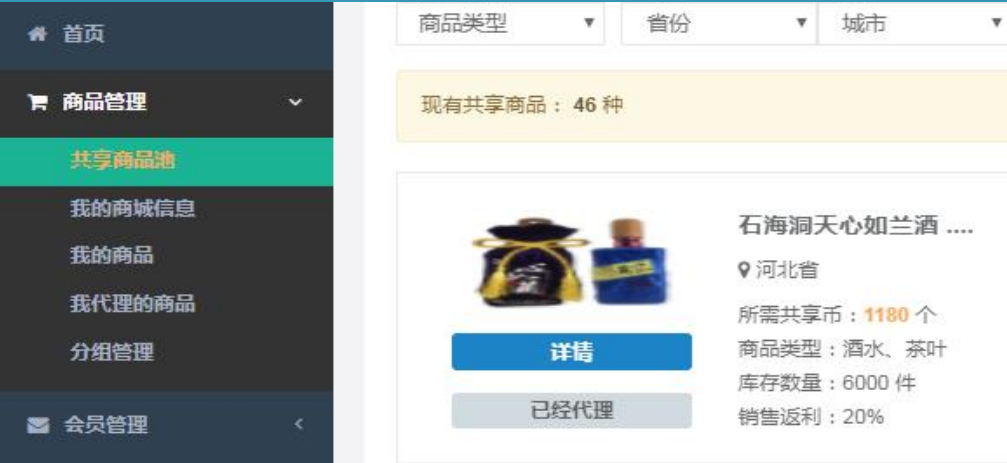 首页
商品管理
共享商品池
我的商城信息
我的商品
我代理的商品
分组管理
会员管理
商品类型
省份
城市
现有共享商品： 46 种
石海洞天心如兰酒 ....
河北省
所需共享币：1180 个
商品类型：酒水、茶叶
库存数量：6000 件
销售返利：20%
详情
已经代理